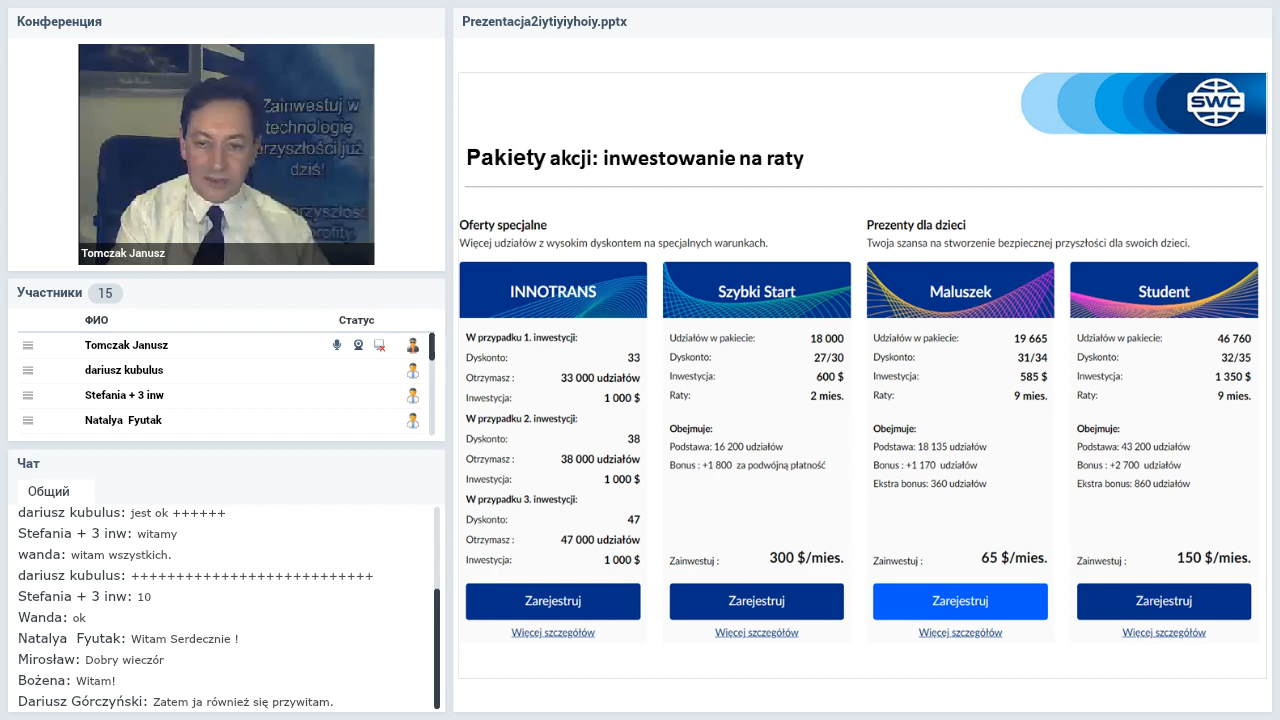 Конференция
Zainwestuj w
technologię
przyszłości już
dziś!
Tomczak Janusz
Участники 15
ФИО Статус
Tomczak Janusz
dariusz kubulus
Stefania + 3 inw
Natalya Fyutak
Чат
Общий
dariusz kubulus: jest ok ++++++
Stefania + 3 inw: witamy
wanda: witam wszystkich.
dariusz kubulus: +++++++++++++++++++++++++++
Stefania + 3 inw: 10
Wanda: ok
Natalya Fyutak: Witam Serdecznie !
Mirosław: Dobry wieczór
Bożena: Witam!
Dariusz Górczyński: Zatem ja również się przywitam.
Prezentacja2iytiyiyhoiy.pptx
SWC
Pakiety akcji: inwestowanie na raty
Oferty specjalne
Więcej udziałów z wysokim dyskontem na specjalnych warunkach.
Prezenty dla dzieci
Twoja szansa na stworzenie bezpiecznej przyszłości dla swoich dzieci.
INNOTRANS
W przypadku 1. inwestycji:
Dyskonto: 33
Otrzymasz : 33 000 udziałów
Inwestycja: 1 000 $
W przypadku 2. inwestycji:
Dyskonto: 38
Otrzymasz : 38 000 udziałów
Inwestycja: 1 000 $
W przypadku 3. inwestycji:
Dyskonto: 47
Otrzymasz : 47 000 udziałów
Inwestycja: 1 000 $
Zarejestruj
Więcej szczegółów
Szybki Start
Udziałów w pakiecie: 18 000
Dyskonto: 27/30
Inwestycja: 600 $
Raty: 2 mies.
Obejmuje:
Podstawa: 16 200 udziałów
Bonus : +1 800 za podwójną płatność
Zainwestuj : 300 $/mies.
Zarejestruj
Więcej szczegółów
Maluszek
Udziałów w pakiecie: 19 665
Dyskonto: 31/34
Inwestycja: 585 $
Raty: 9 mies.
Obejmuje:
Podstawa: 18 135 udziałów
Bonus : +1 170 udziałów
Ekstra bonus: 360 udziałów
Zainwestuj : 65 $/mies.
Zarejestruj
Więcej szczegółów
Student
Udziałów w pakiecie: 46 760
Dyskonto: 32/35
Inwestycja: 1 350 $
Raty: 9 mies.
Obejmuje:
Podstawa: 43 200 udziałów
Bonus : +2 700 udziałów
Ekstra bonus: 860 udziałów
Zainwestuj : 150 $/mies.
Zarejestruj
Więcej szczegółów